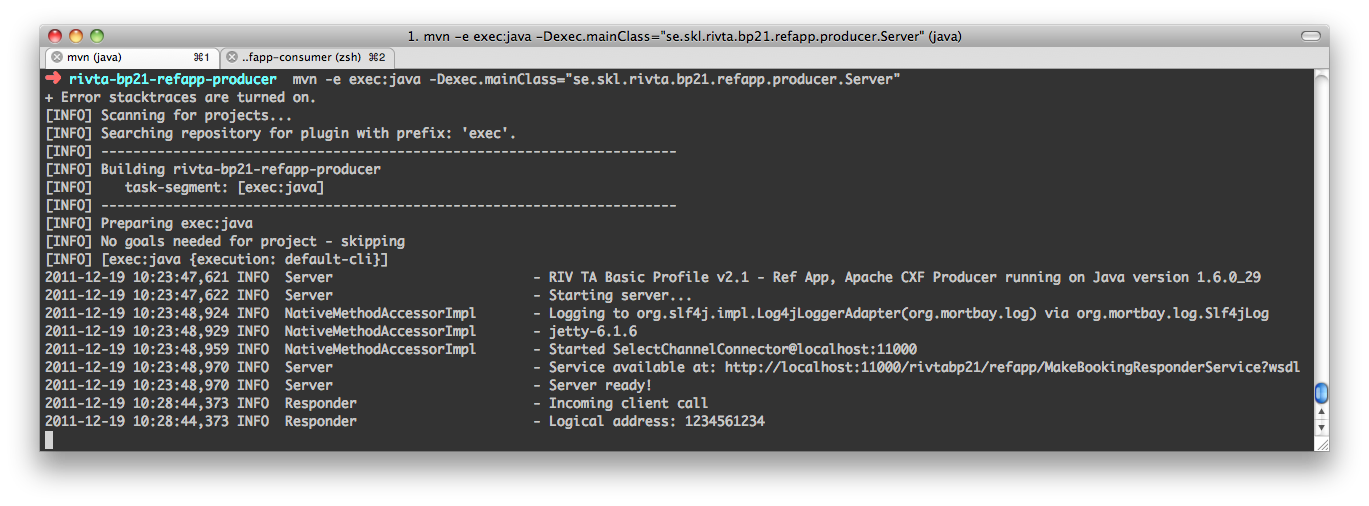 1. mvn -e exec:java -Dexec.mainClass="se.skl.rivta.bp21.refapp.producer.Server" (java)
mvn (java) ⌘1 ..fapp-consumer (zsh) ⌘2
➜ rivta-bp21-refapp-producer mvn -e exec:java -Dexec.mainClass="se.skl.rivta.bp21.refapp.producer.Server"
+ Error stacktraces are turned on.
[INFO] Scanning for projects...
[INFO] Searching repository for plugin with prefix: 'exec'.
[INFO] ------------------------------------------------------------------------
[INFO] Building rivta-bp21-refapp-producer
[INFO]    task-segment: [exec:java]
[INFO] ------------------------------------------------------------------------
[INFO] Preparing exec:java
[INFO] No goals needed for project - skipping
[INFO] [exec:java {execution: default-cli}]
2011-12-19 10:23:47,621 INFO  Server                         - RIV TA Basic Profile v2.1 - Ref App, Apache CXF Producer running on Java version 1.6.0_29
2011-12-19 10:23:47,622 INFO  Server                         - Starting server...
2011-12-19 10:23:48,924 INFO  NativeMethodAccessorImpl       - Logging to org.slf4j.impl.Log4jLoggerAdapter(org.mortbay.log) via org.mortbay.log.Slf4jLog
2011-12-19 10:23:48,929 INFO  NativeMethodAccessorImpl       - jetty-6.1.6
2011-12-19 10:23:48,959 INFO  NativeMethodAccessorImpl       - Started SelectChannelConnector@localhost:11000
2011-12-19 10:23:48,970 INFO  Server                         - Service available at: http://localhost:11000/rivtabp21/refapp/MakeBookingResponderService?wsdl
2011-12-19 10:23:48,970 INFO  Server                         - Server ready!
2011-12-19 10:28:44,373 INFO  Responder                      - Incoming client call
2011-12-19 10:28:44,373 INFO  Responder                      - Logical address: 1234561234